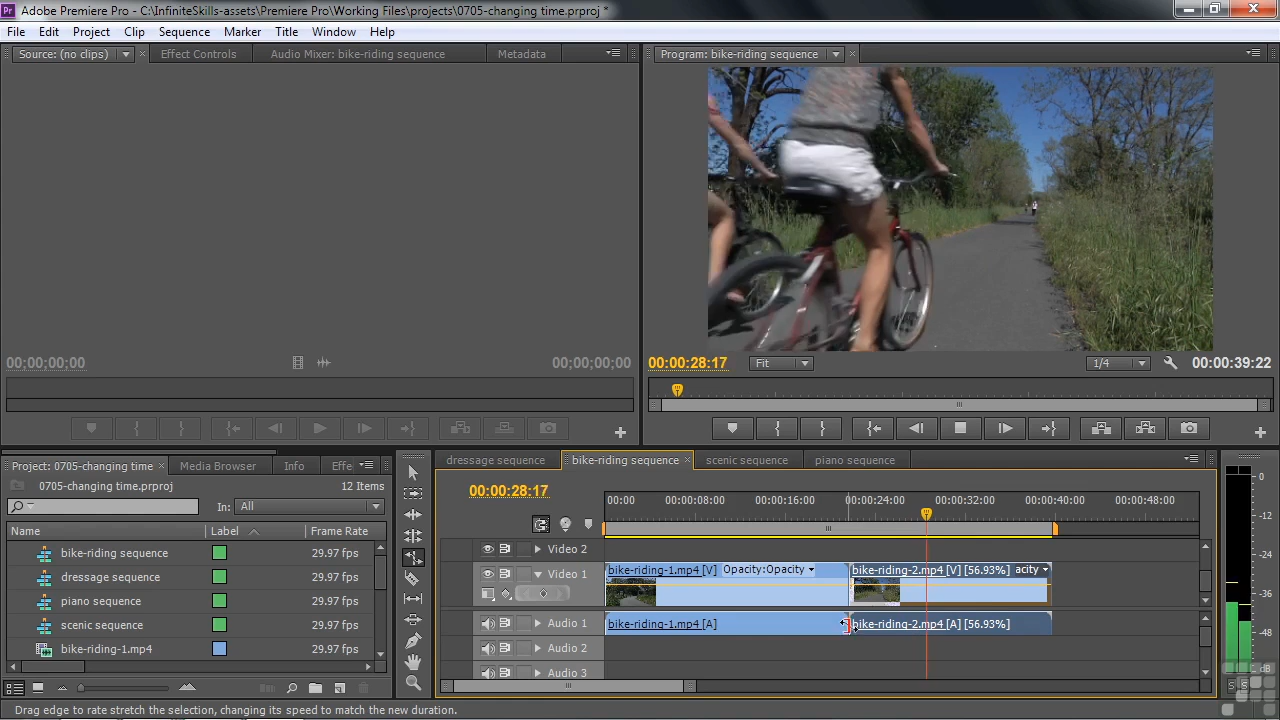 Pr Adobe Premiere Pro - C:\InfiniteSkills-assets\Premiere Pro\Working Files\projects\0705-changing time.prproj *
File Edit Project Clip Sequence Marker Title Window Help
Source: (no clips) Effect Controls Audio Mixer: bike-riding sequence Metadata
Program: bike-riding sequence
00;00;00;00 00;00;00;00
00:00:28:17 Fit 1/4 00:00:39:22
Project: 0705-changing time Media Browser Info Effe
0705-changing time.prproj 12 Items
In: All
Name Label Frame Rate
bike-riding sequence 29.97 fps
dressage sequence 29.97 fps
piano sequence 29.97 fps
scenic sequence 29.97 fps
bike-riding-1.mp4 29.97 fps
dressage sequence bike-riding sequence scenic sequence piano sequence
00:00:28:17
00:00 00:00:08:00 00:00:16:00 00:00:24:00 00:00:32:00 00:00:40:00 00:00:48:00
Video 2
Video 1 bike-riding-1.mp4 [V] Opacity:Opacity bike-riding-2.mp4 [V] [56.93%] acity
Audio 1 bike-riding-1.mp4 [A] bike-riding-2.mp4 [A] [56.93%]
Audio 2
Audio 3
0
-12
-24
-36
-48
dB
S S
Drag edge to rate stretch the selection, changing its speed to match the new duration.